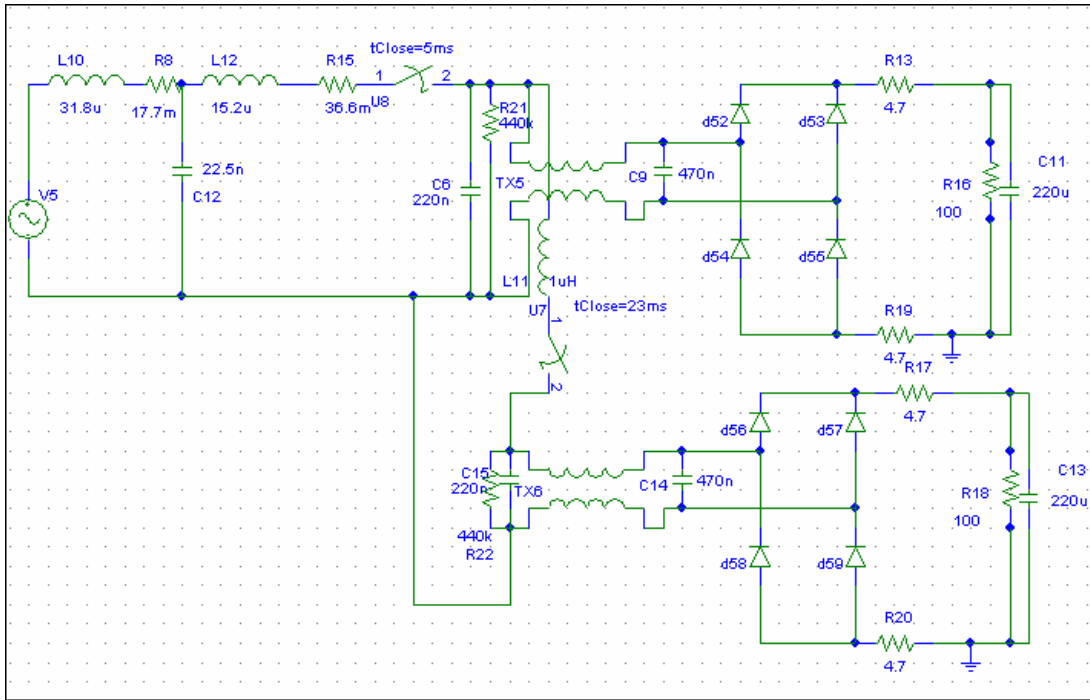 tClose=5ms
L10
R8
L12
R15
1
2
U8
31.8u
17.7m
15.2u
36.6m
R21
440k
R13
4.7
d52
d53
22.5n
C12
C6
220n
TX5
C9
470n
C11
220u
R16
100
V5
d54
d55
L11
1uH
U7
1
tClose=23ms
2
R19
4.7
R17
4.7
d56
d57
C15
220n
TX6
C14
470n
C13
220u
R18
100
440k
R22
d58
d59
R20
4.7